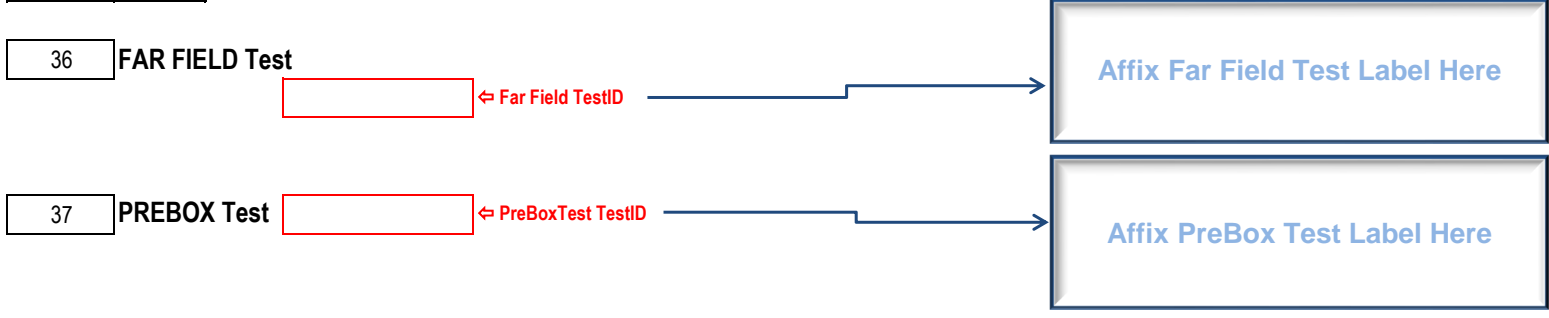 36 FAR FIELD Test
⇦ Far Field TestID
Affix Far Field Test Label Here
37 PREBOX Test
⇦ PreBoxTest TestID
Affix PreBox Test Label Here